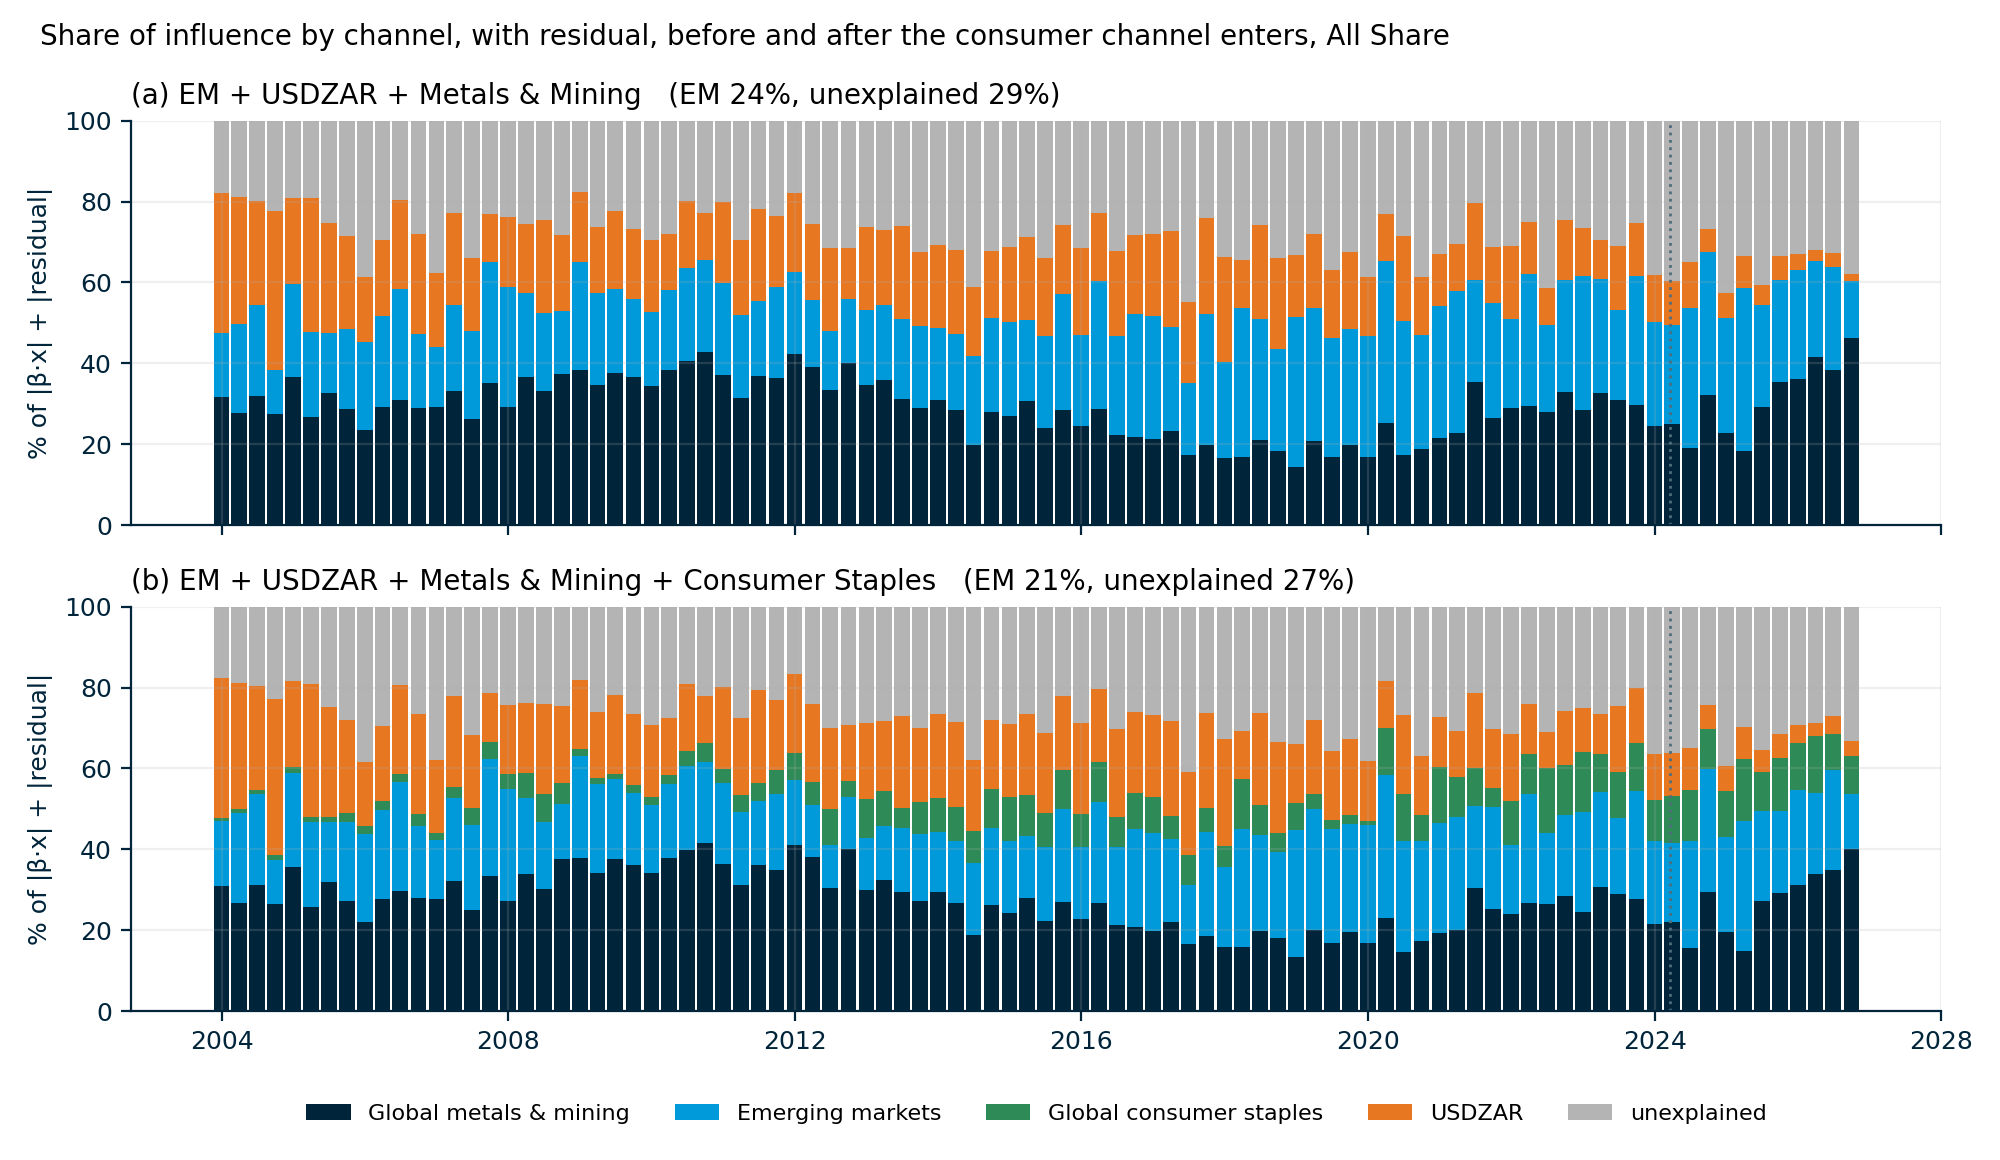 Share of influence by channel, with residual, before and after the consumer channel enters, All Share
(a) EM + USDZAR + Metals & Mining (EM 24%, unexplained 29%)
% of |β·x| + |residual|
100
80
60
40
20
0
(b) EM + USDZAR + Metals & Mining + Consumer Staples (EM 21%, unexplained 27%)
% of |β·x| + |residual|
100
80
60
40
20
0
2004 2008 2012 2016 2020 2024 2028
Global metals & mining Emerging markets Global consumer staples USDZAR unexplained